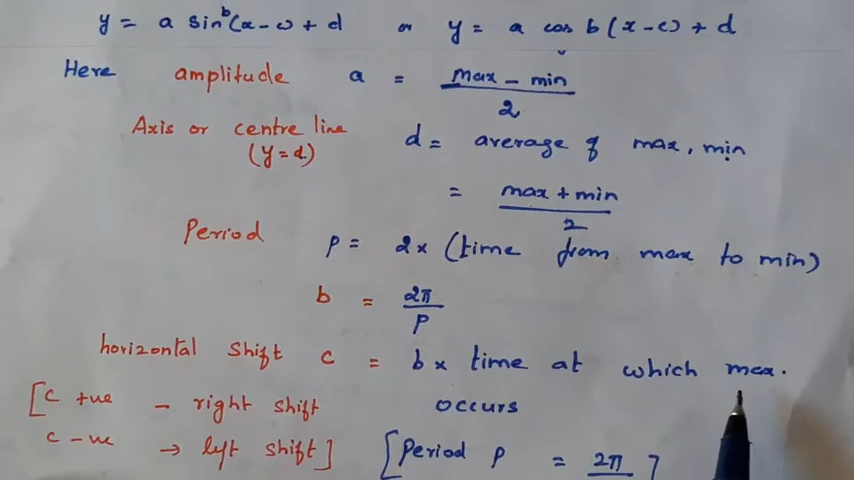 y = a sin b(x-c) + d or y = a cos b(x-c) + d
Here amplitude a = max - min / 2
Axis or centre line d = average of max, min
(y=d)
= max + min / 2
Period P = 2x (time from max to min)
b = 2π / P
horizontal shift c = b x time at which max.
[c +ve - right shift occurs
c -ve → left shift] [Period P = 2π ]